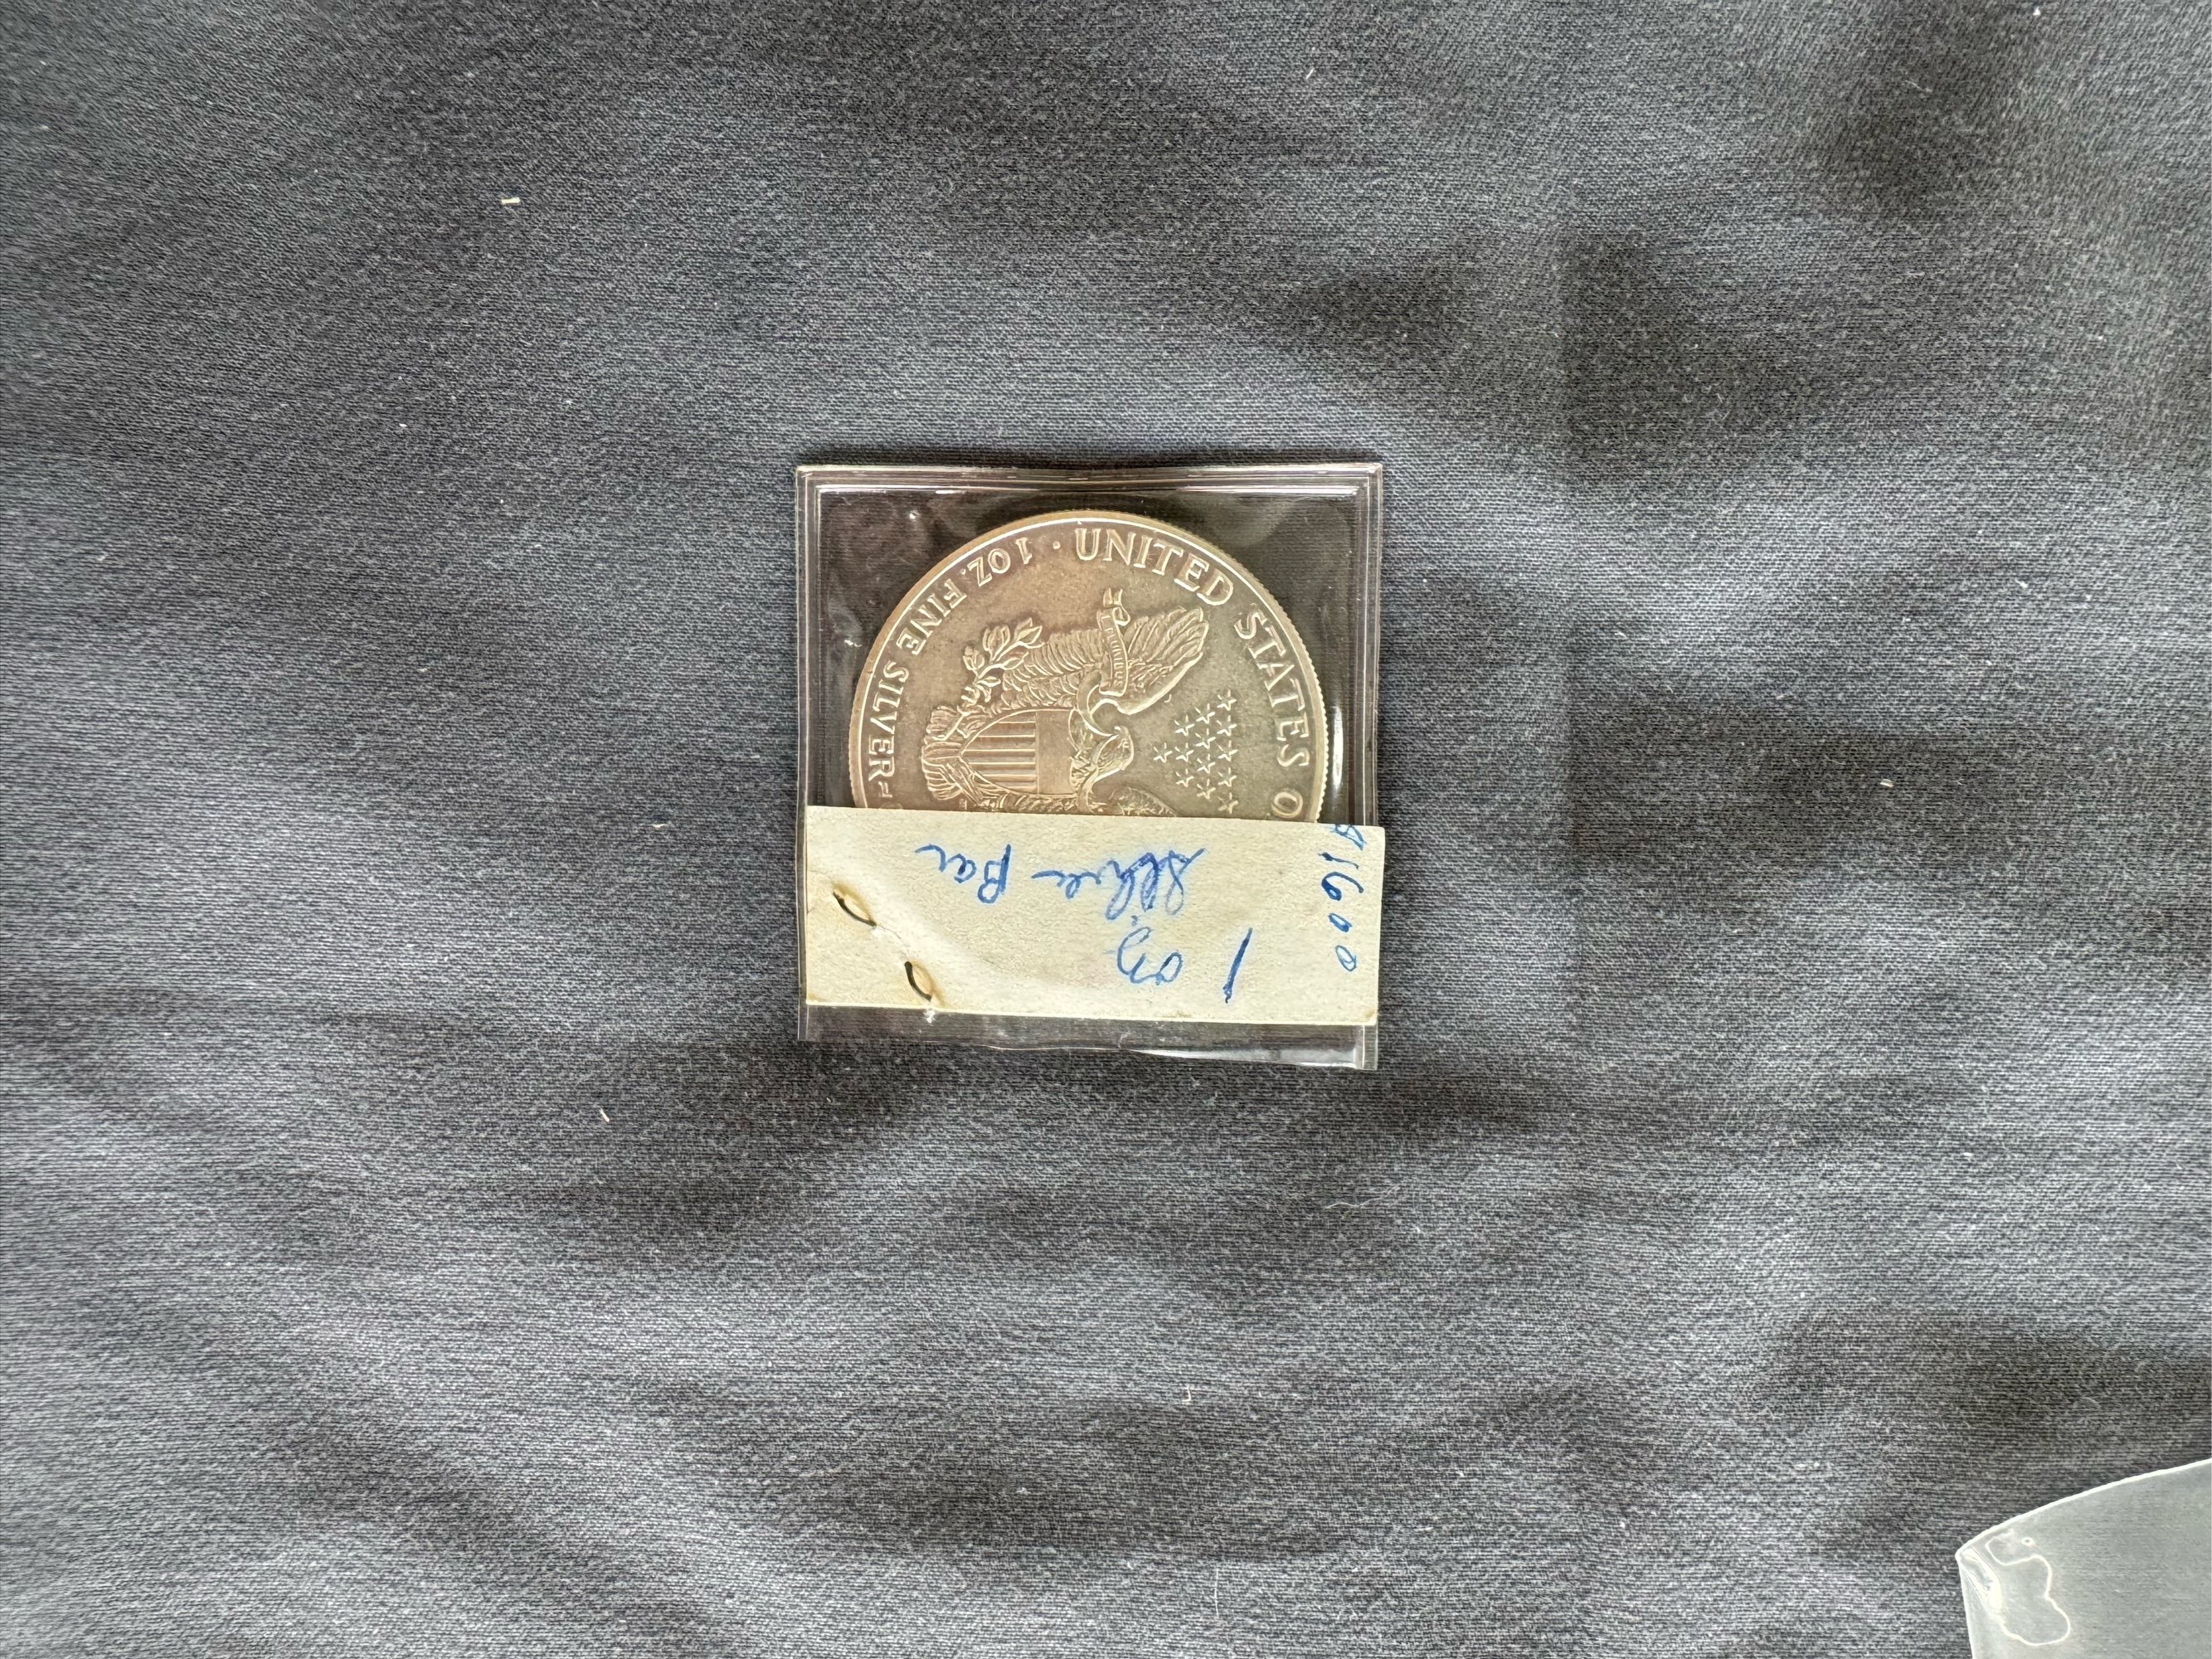 UNITED STATES O
1 OZ. FINE SILVER
$16.00
1 oz.
Silver Bar